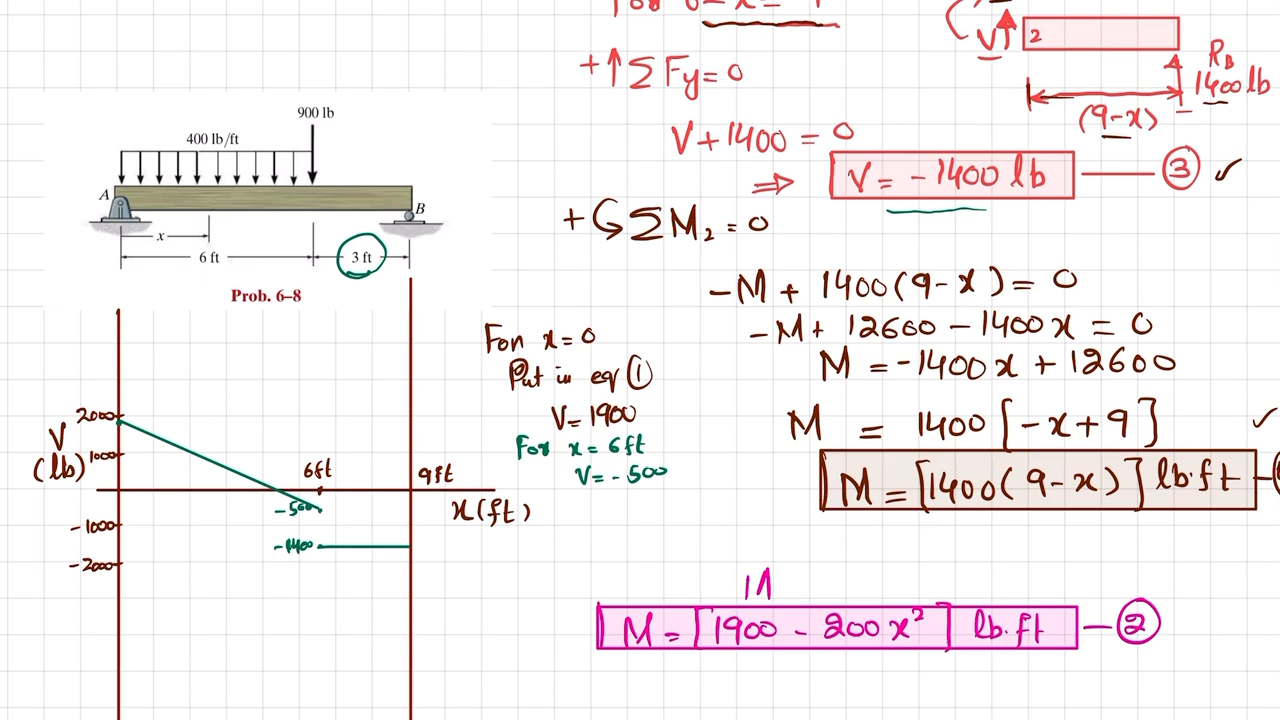 +↑ΣFy=0
V+1400 = 0
⇒ V = -1400 lb ③ ✓
V 2
R_B
1400 lb
(9-x)
+ ΣM₂ = 0
-M + 1400(9-x) = 0
-M + 12600 - 1400x = 0
M = -1400x + 12600
M = 1400[-x+9] ✓
M = [1400(9-x)] lb.ft
M = [1900 - 200x²] lb.ft ②
900 lb
400 lb/ft
A
B
x
6 ft
3 ft
Prob. 6–8
For x=0
Put in eq ①
V=1900
For x=6ft
V=-500
2000
V
(lb)
1000
6ft
9ft
-500
x(ft)
-1000
-1400
-2000